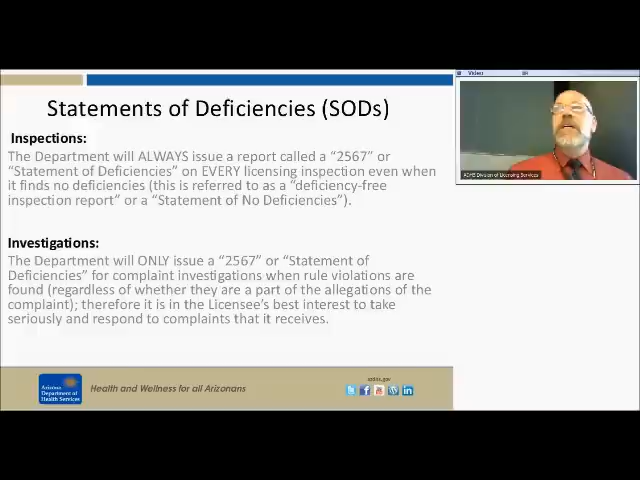 Statements of Deficiencies (SODs)
Inspections:
The Department will ALWAYS issue a report called a “2567” or
“Statement of Deficiencies” on EVERY licensing inspection even when
it finds no deficiencies (this is referred to as a “deficiency-free
inspection report” or a “Statement of No Deficiencies”).
Investigations:
The Department will ONLY issue a “2567” or “Statement of
Deficiencies” for complaint investigations when rule violations are
found (regardless of whether they are a part of the allegations of the
complaint); therefore it is in the Licensee’s best interest to take
seriously and respond to complaints that it receives.
Video
ADHS Division of Licensing Services
Arizona
Department of
Health Services
Health and Wellness for all Arizonans
azdhs.gov